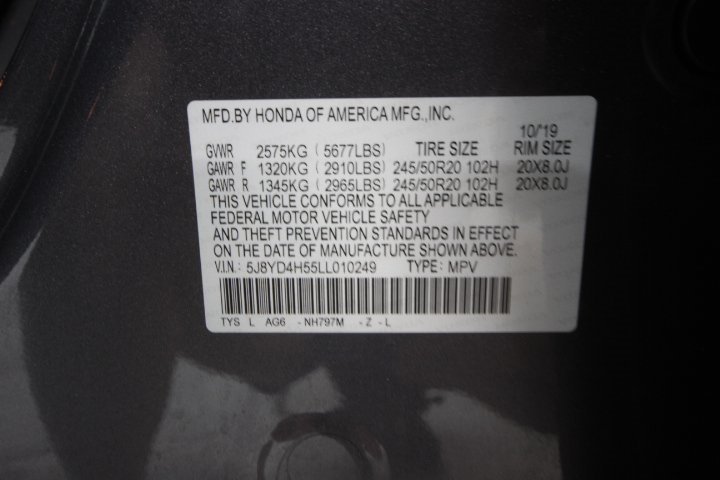 MFD.BY HONDA OF AMERICA MFG.,INC.
10/'19
GVWR 2575KG (5677LBS) TIRE SIZE RIM SIZE
GAWR F 1320KG (2910LBS) 245/50R20 102H 20X8.0J
GAWR R 1345KG (2965LBS) 245/50R20 102H 20X8.0J
THIS VEHICLE CONFORMS TO ALL APPLICABLE
FEDERAL MOTOR VEHICLE SAFETY
AND THEFT PREVENTION STANDARDS IN EFFECT
ON THE DATE OF MANUFACTURE SHOWN ABOVE.
V.I.N.: 5J8YD4H55LL010249 TYPE: MPV
TYS L AG6 -NH797M -Z -L